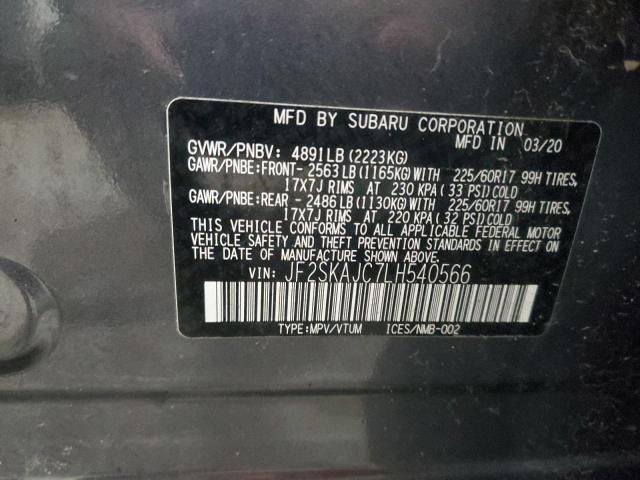 MFD BY SUBARU CORPORATION
MFD IN 03/20
GVWR/PNBV: 4891LB(2223KG)
GAWR/PNBE:FRONT- 2563LB(1165KG)WITH 225/60R17 99H TIRES,
17X7J RIMS AT 230 KPA(33 PSI)COLD
GAWR/PNBE:REAR - 2486LB(1130KG)WITH 225/60R17 99H TIRES,
17X7J RIMS AT 220 KPA(32 PSI)COLD
THIS VEHICLE CONFORMS TO ALL APPLICABLE FEDERAL MOTOR
VEHICLE SAFETY AND THEFT PREVENTION STANDARDS IN EFFECT ON
THE DATE OF MANUFACTURE SHOWN ABOVE.
VIN: JF2SKAJC7LH540566
TYPE:MPV/VTUM ICES/NMB-002